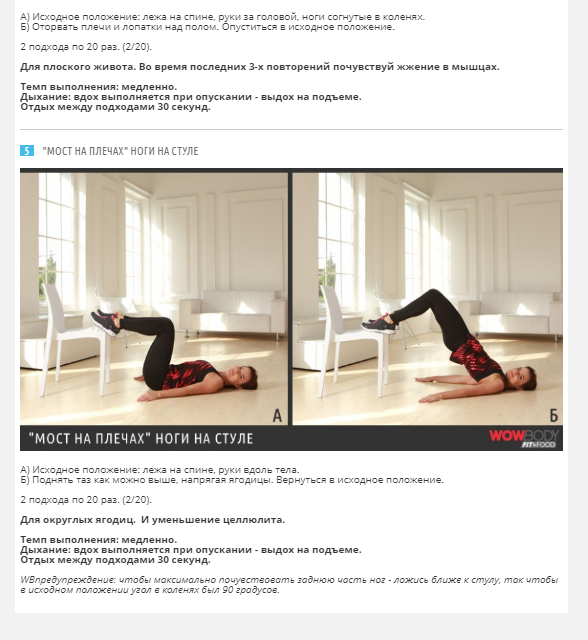 А) Исходное положение: лежа на спине, руки за головой, ноги согнутые в коленях.
Б) Оторвать плечи и лопатки над полом. Опуститься в исходное положение.
2 подхода по 20 раз. (2/20).
Для плоского живота. Во время последних 3-х повторений почувствуй жжение в мышцах.
Темп выполнения: медленно.
Дыхание: вдох выполняется при опускании - выдох на подъеме.
Отдых между подходами 30 секунд.
5 "МОСТ НА ПЛЕЧАХ" НОГИ НА СТУЛЕ
А Б
"МОСТ НА ПЛЕЧАХ" НОГИ НА СТУЛЕ
WOWBODY
FIT&FOOD
А) Исходное положение: лежа на спине, руки вдоль тела.
Б) Поднять таз как можно выше, напрягая ягодицы. Вернуться в исходное положение.
2 подхода по 20 раз. (2/20).
Для округлых ягодиц. И уменьшение целлюлита.
Темп выполнения: медленно.
Дыхание: вдох выполняется при опускании - выдох на подъеме.
Отдых между подходами 30 секунд.
WBпредупреждение: чтобы максимально почувствовать заднюю часть ног - ложись ближе к стулу, так чтобы
в исходном положении угол в коленях был 90 градусов.